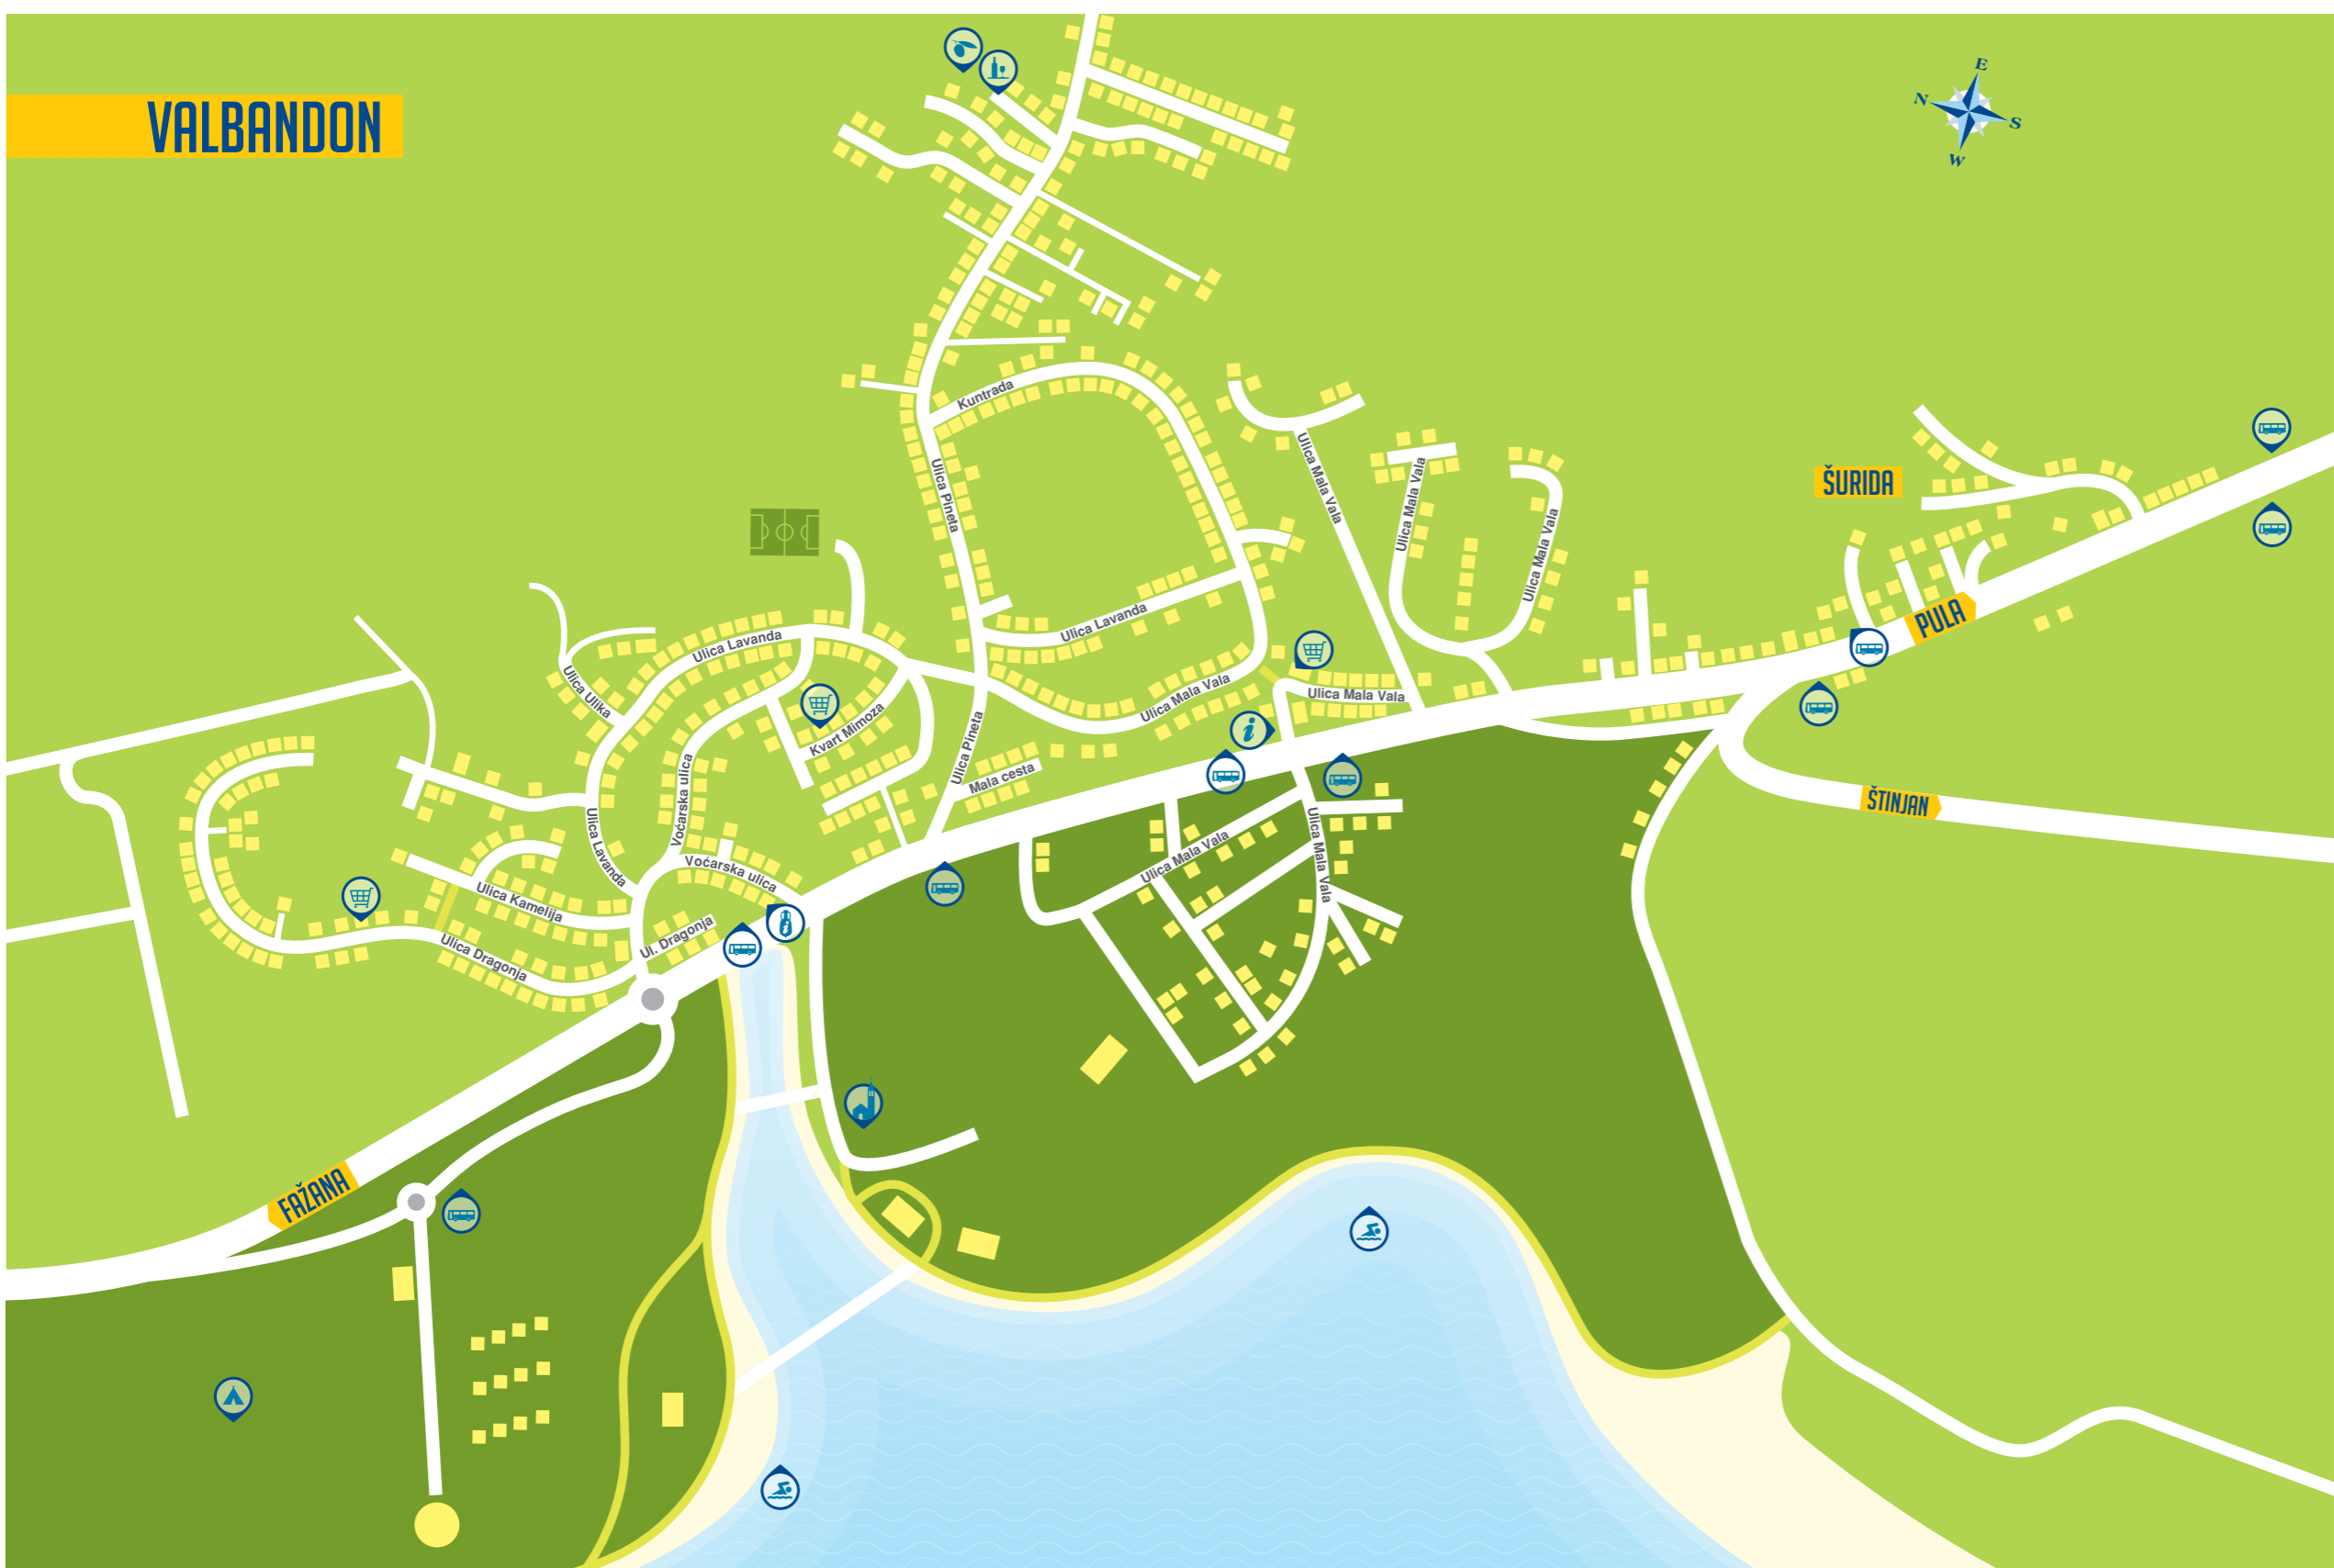 VALBANDON
E
N
S
W
Kuntrada
Ulica Pineta
Ulica Mala Vala
Ulica Mala Vala
Ulica Mala Vala
ŠURIDA
PULA
Ulica Lavanda
Ulica Lavanda
Ulica Ulika
Ulica Mala Vala
Ulica Mala Vala
Kvart Mimoza
Ulica Pineta
Mala cesta
Voćarska ulica
Ulica Lavanda
Voćarska ulica
ŠTINJAN
Ulica Mala Vala
Ulica Mala Vala
Ulica Kamelija
Ul. Dragonja
Ulica Dragonja
FAŽANA
i
i